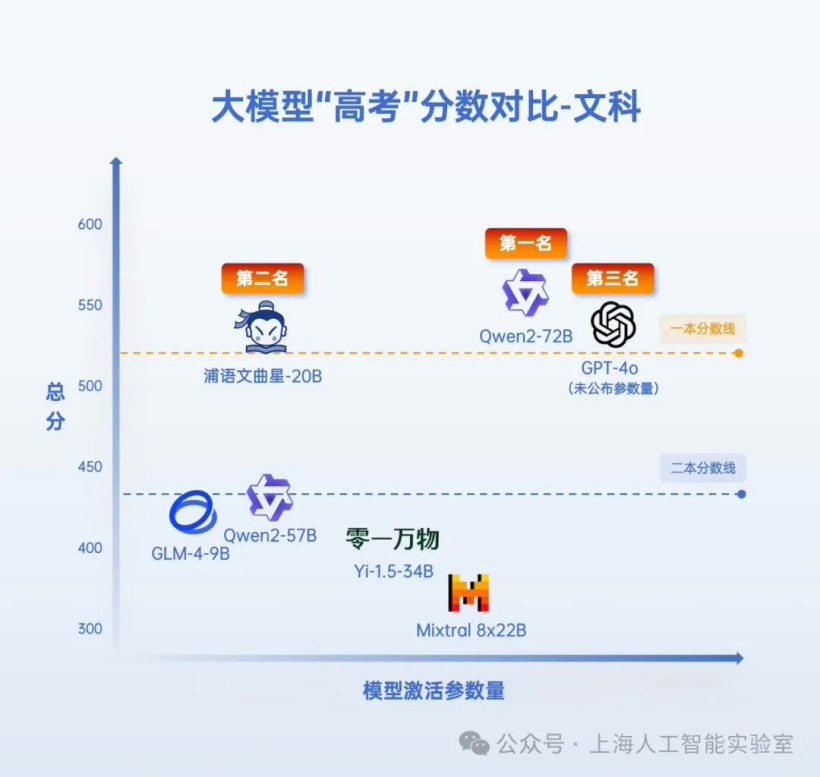 大模型“高考”分数对比-文科
600
550
500
450
400
300
总分
第一名
第二名
第三名
Qwen2-72B
一本分数线
浦语文曲星-20B
GPT-4o
(未公布参数量)
二本分数线
Qwen2-57B
GLM-4-9B
零一万物
Yi-1.5-34B
Mixtral 8x22B
模型激活参数量
公众号 · 上海人工智能实验室